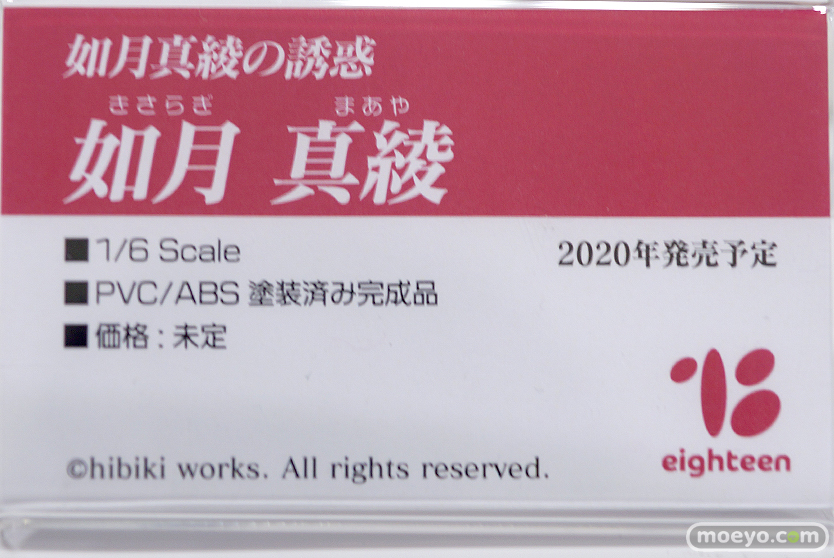 如月真綾の誘惑
きさらぎ まあや
如月 真綾
■1/6 Scale
2020年発売予定
■PVC/ABS 塗装済み完成品
■価格：未定
eighteen
©hibiki works. All rights reserved.
moeyo.com